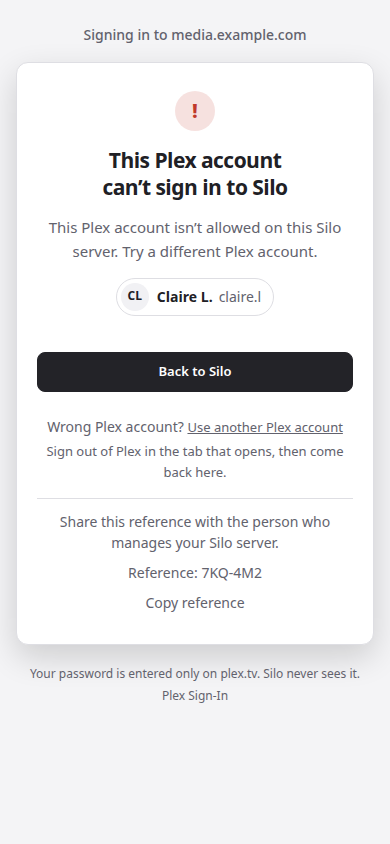 Signing in to media.example.com
!
This Plex account
can’t sign in to Silo
This Plex account isn’t allowed on this Silo
server. Try a different Plex account.
CL Claire L. claire.l
Back to Silo
Wrong Plex account? Use another Plex account
Sign out of Plex in the tab that opens, then come
back here.
Share this reference with the person who
manages your Silo server.
Reference: 7KQ-4M2
Copy reference
Your password is entered only on plex.tv. Silo never sees it.
Plex Sign-In